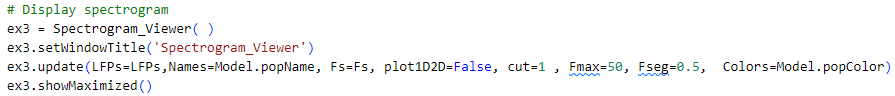 # Display spectrogram
ex3 = Spectrogram_Viewer( )
ex3.setWindowTitle('Spectrogram_Viewer')
ex3.update(LFPs=LFPs,Names=Model.popName, Fs=Fs, plot1D2D=False, cut=1 , Fmax=50, Fseg=0.5,  Colors=Model.popColor)
ex3.showMaximized()